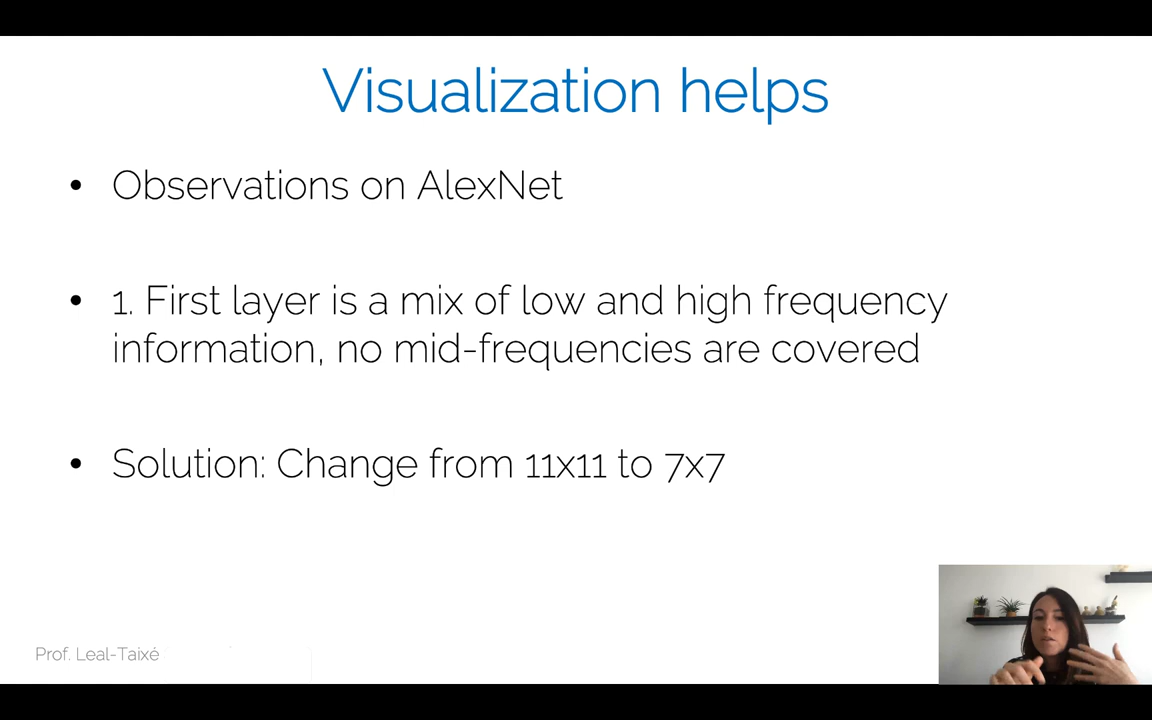 Visualization helps
• Observations on AlexNet
• 1. First layer is a mix of low and high frequency
information, no mid-frequencies are covered
• Solution: Change from 11x11 to 7x7
Prof. Leal-Taixé